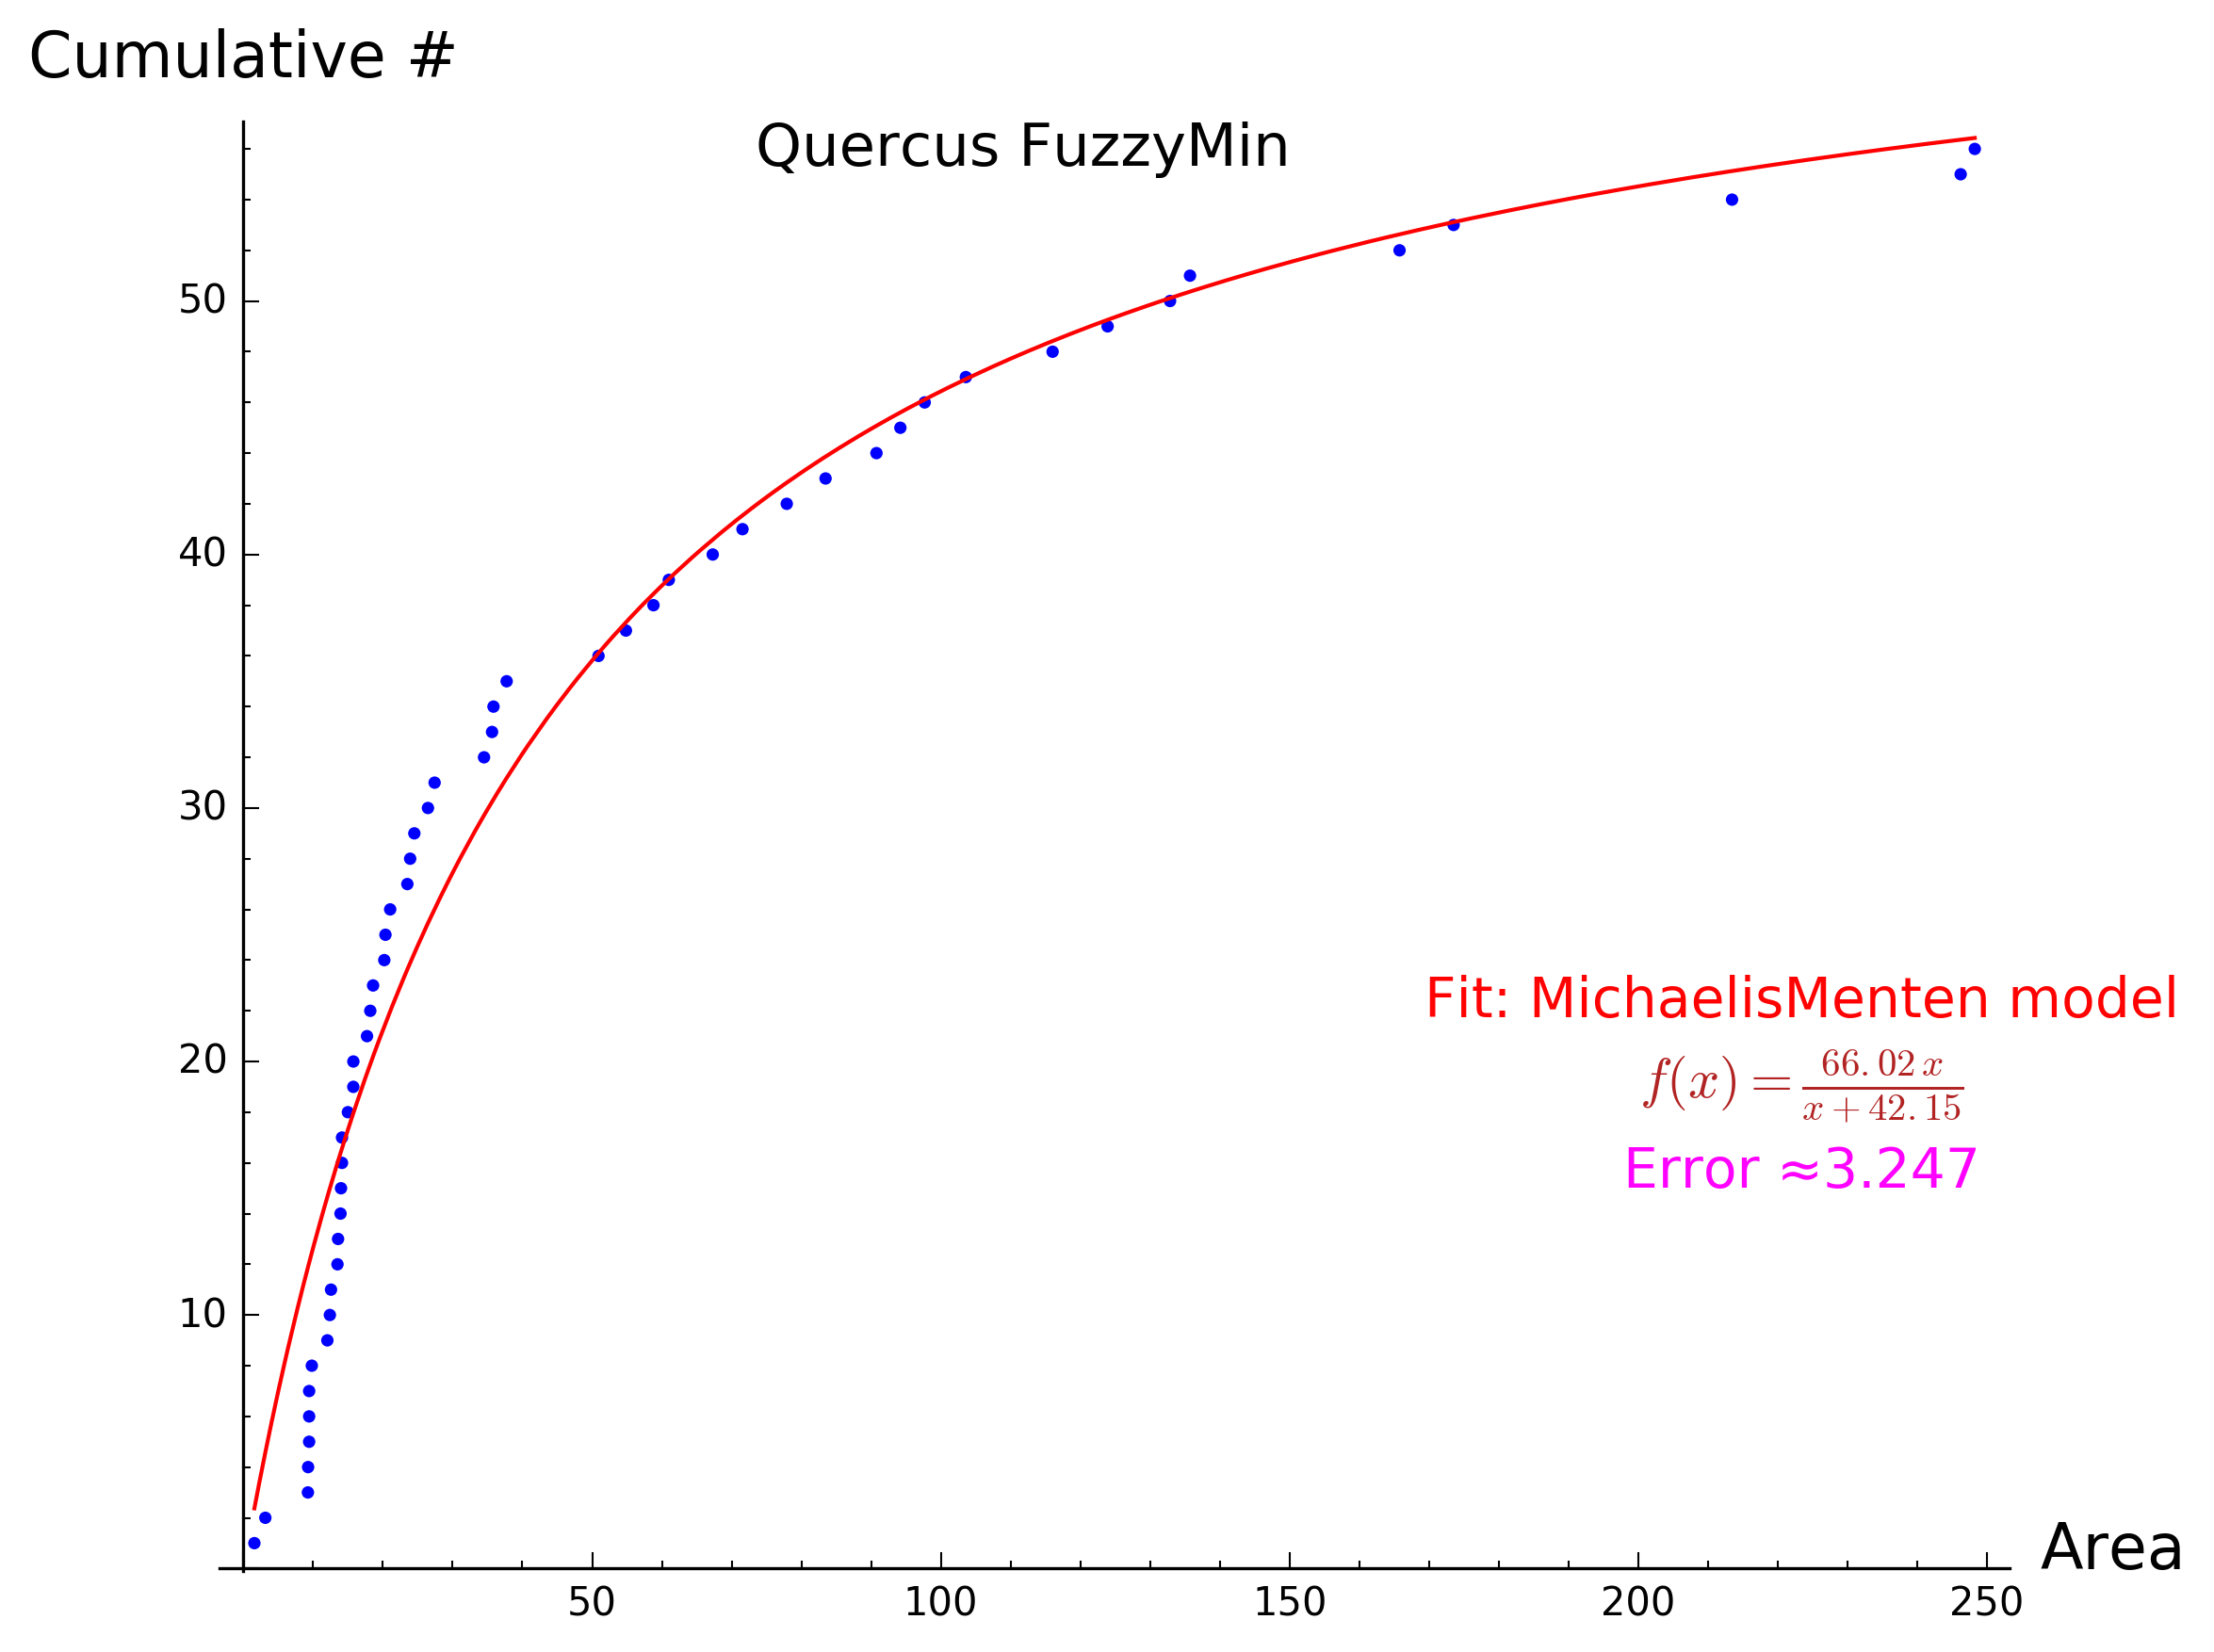 Cumulative #
Quercus FuzzyMin
50
40
30
20
10
Fit: MichaelisMenten model
f(x) = 66.02 x / x + 42.15
Error ≈3.247
Area
50 100 150 200 250